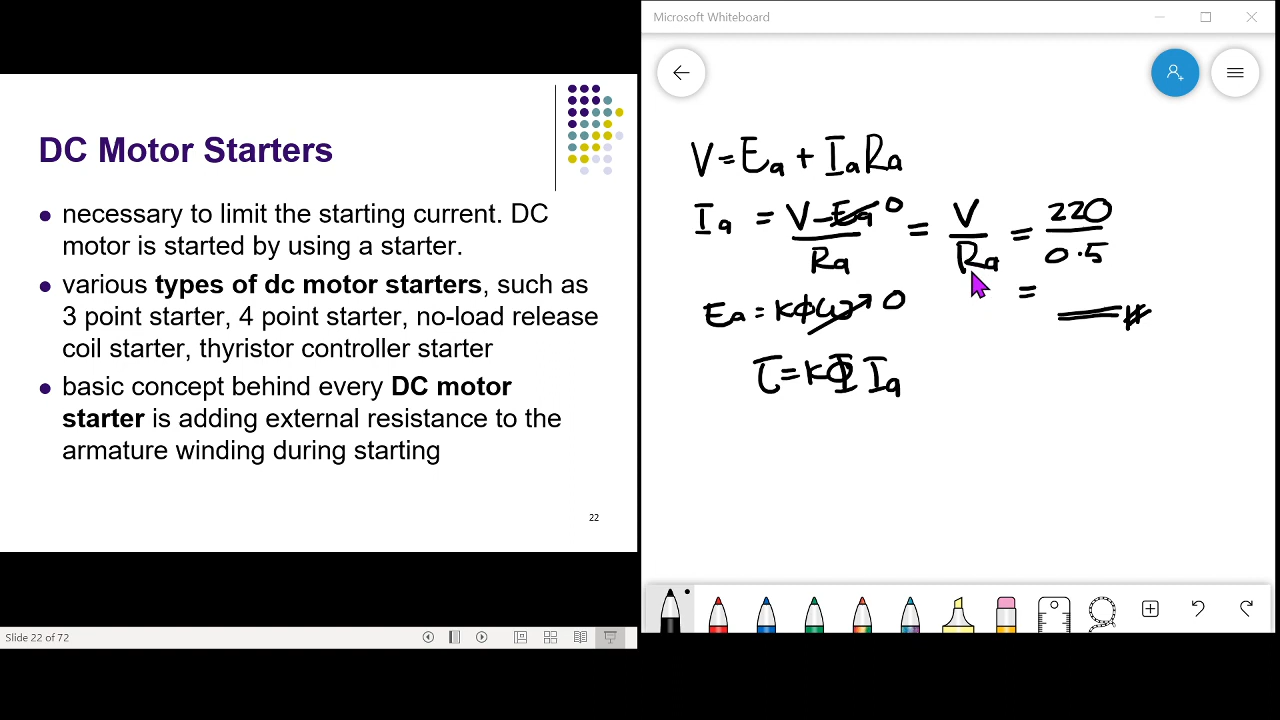 DC Motor Starters
necessary to limit the starting current. DC
motor is started by using a starter.
various types of dc motor starters, such as
3 point starter, 4 point starter, no-load release
coil starter, thyristor controller starter
basic concept behind every DC motor
starter is adding external resistance to the
armature winding during starting
22
Slide 22 of 72
Microsoft Whiteboard
V = Ea + IaRa
Ia = V - Ea 0 / Ra = V / Ra = 220 / 0.5
=
Ea = Kϕω → 0
τ = KΦ Ia